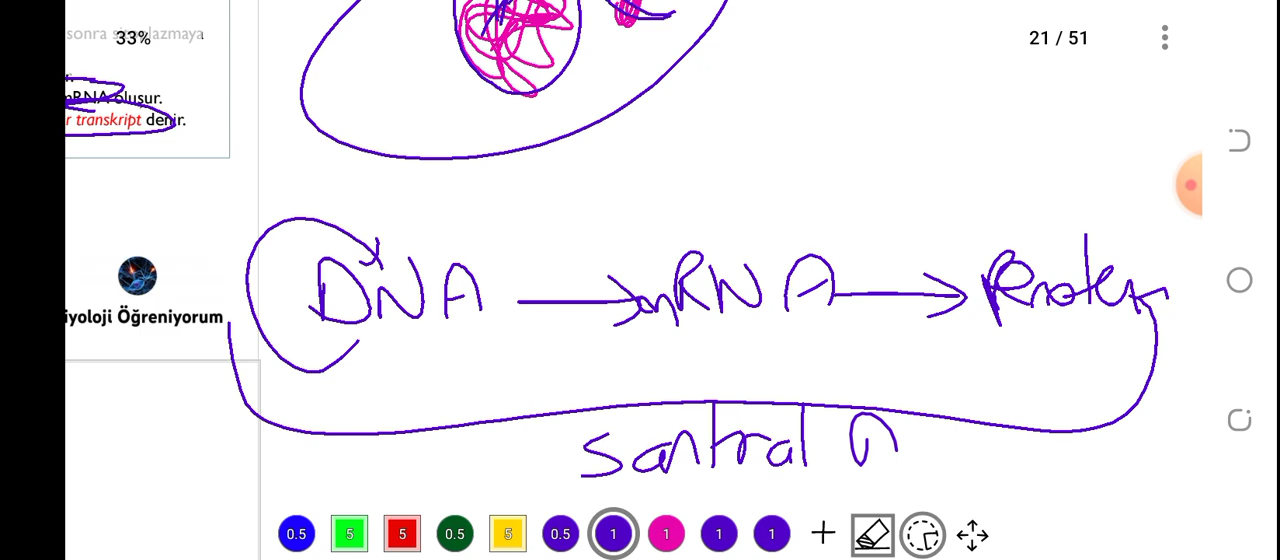 sonra
33%
21 / 51
mRNA oluşur.
r transkript denir.
DNA → mRNA → Protein
iyoloji Öğreniyorum
Santral
0.5 5 5 0.5 5 0.5 1 1 1 1